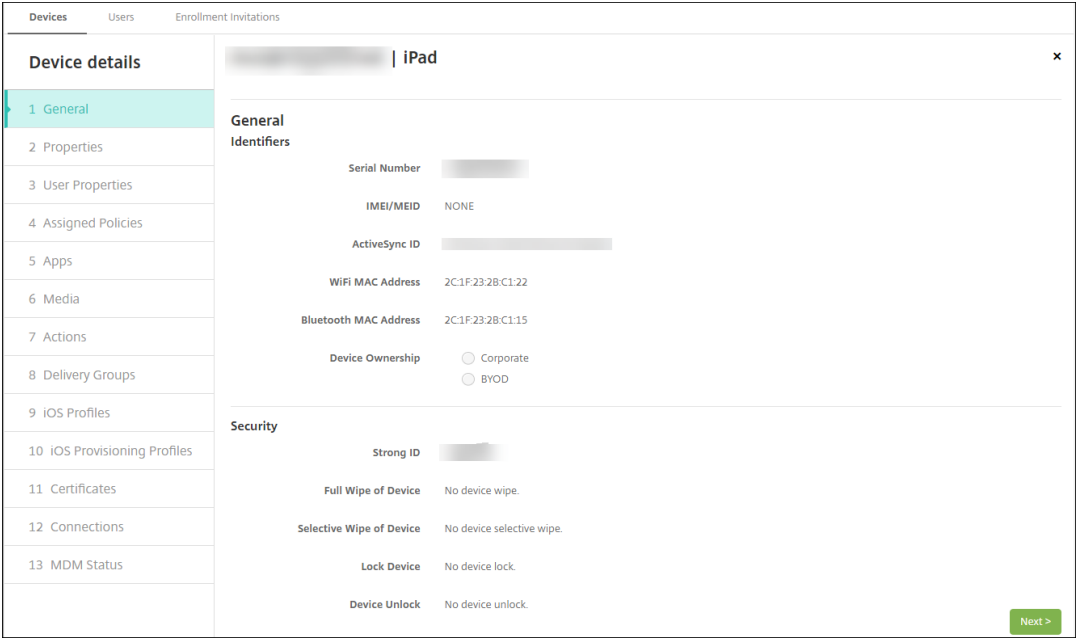 Devices Users Enrollment Invitations
Device details
| iPad
×
1 General
2 Properties
3 User Properties
4 Assigned Policies
5 Apps
6 Media
7 Actions
8 Delivery Groups
9 iOS Profiles
10 iOS Provisioning Profiles
11 Certificates
12 Connections
13 MDM Status
General
Identifiers
Serial Number
IMEI/MEID NONE
ActiveSync ID
WiFi MAC Address 2C:1F:23:2B:C1:22
Bluetooth MAC Address 2C:1F:23:2B:C1:15
Device Ownership Corporate
BYOD
Security
Strong ID
Full Wipe of Device No device wipe.
Selective Wipe of Device No device selective wipe.
Lock Device No device lock.
Device Unlock No device unlock.
Next >